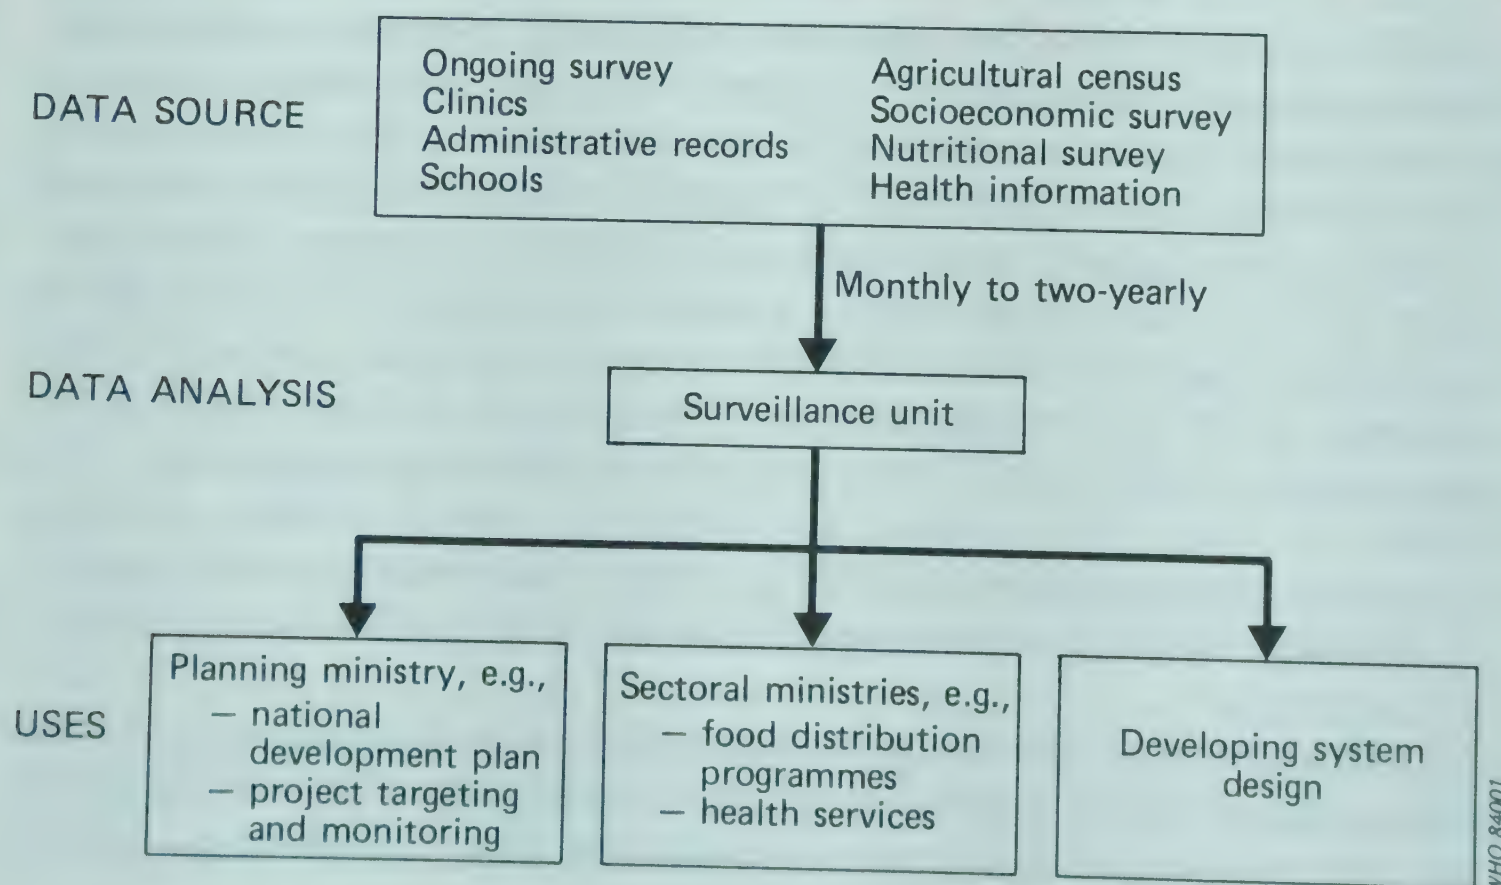 DATA SOURCE
Ongoing survey
Clinics
Administrative records
Schools
Agricultural census
Socioeconomic survey
Nutritional survey
Health information
Monthly to two-yearly
DATA ANALYSIS
Surveillance unit
USES
Planning ministry, e.g.,
— national
development plan
— project targeting
and monitoring
Sectoral ministries, e.g.,
— food distribution
programmes
— health services
Developing system
design
WHO 84001